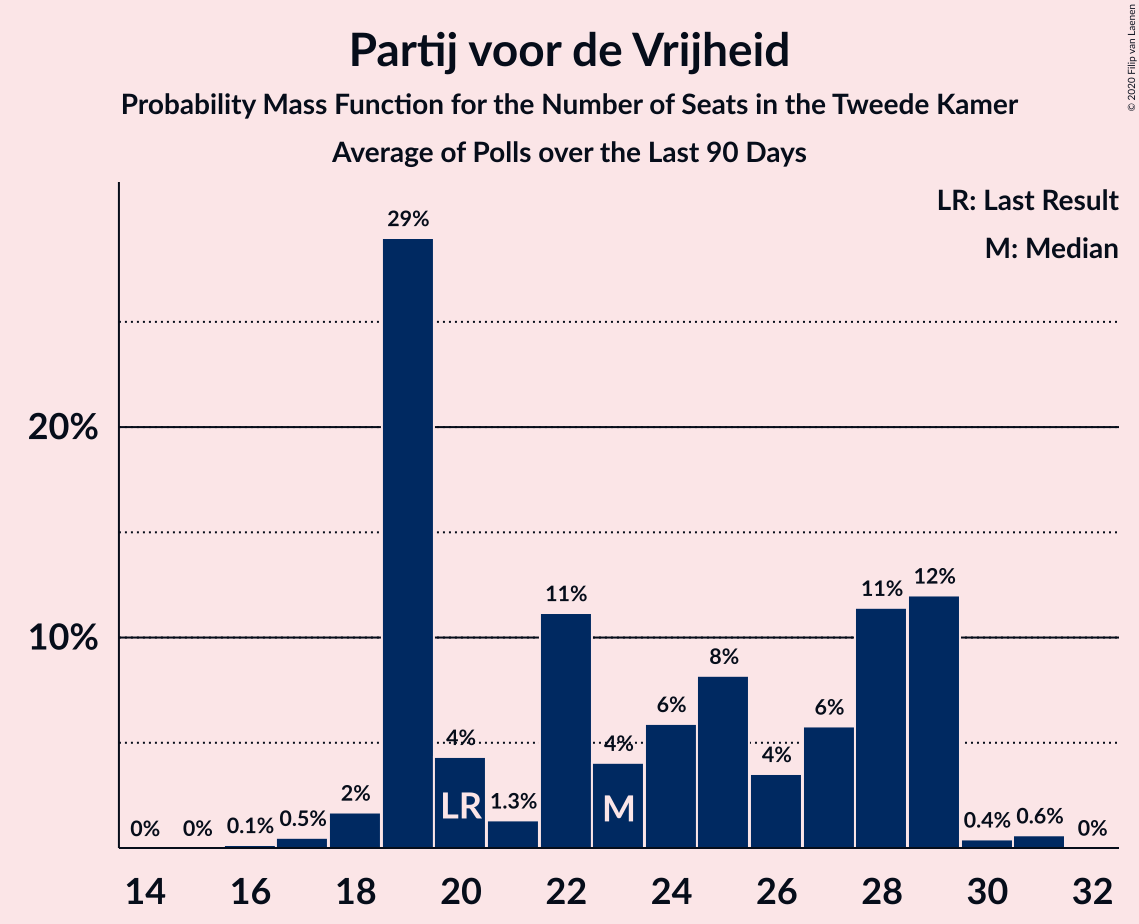 Partij voor de Vrijheid
Probability Mass Function for the Number of Seats in the Tweede Kamer
Average of Polls over the Last 90 Days
© 2020 Filip van Laenen
LR: Last Result
M: Median
20%
10%
0% 0% 0.1% 0.5% 2% 29% 4% 1.3% 11% 4% 6% 8% 4% 6% 11% 12% 0.4% 0.6% 0%
LR M
14 16 18 20 22 24 26 28 30 32